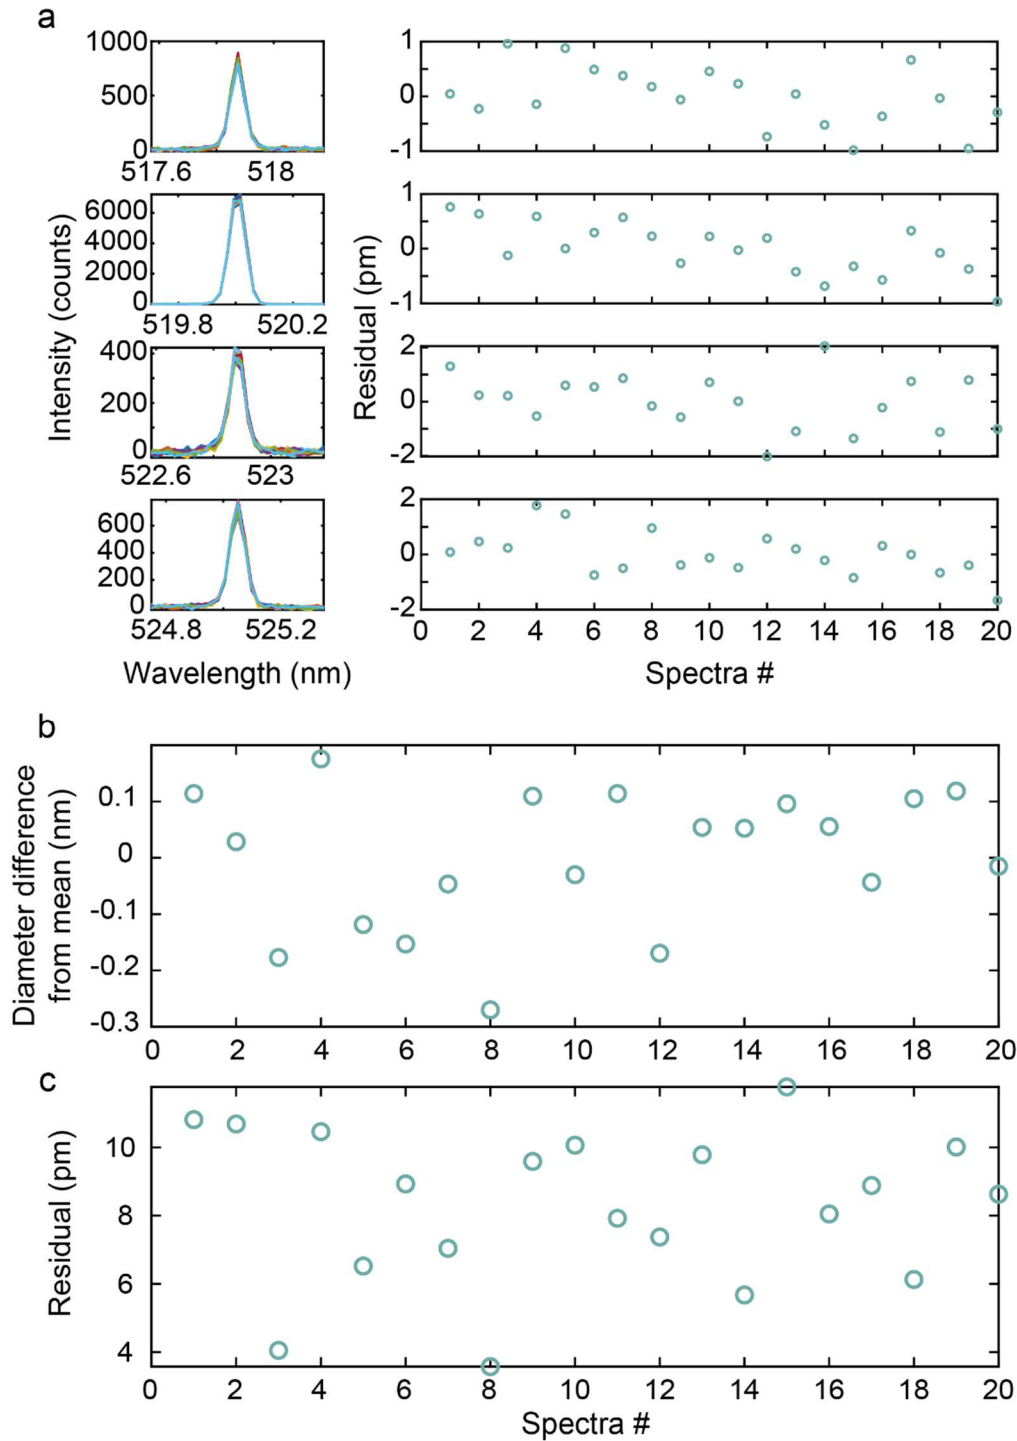 a
1000
500
0
517.6 518
1
0
-1
6000
4000
2000
0
519.8 520.2
1
0
-1
400
200
0
522.6 523
2
0
-2
600
400
200
0
524.8 525.2
2
0
-2
0 2 4 6 8 10 12 14 16 18 20
Intensity (counts)
Residual (pm)
Wavelength (nm)
Spectra #
b
Diameter difference
from mean (nm)
0.1
0
-0.1
-0.2
-0.3
0 2 4 6 8 10 12 14 16 18 20
c
Residual (pm)
10
8
6
4
0 2 4 6 8 10 12 14 16 18 20
Spectra #